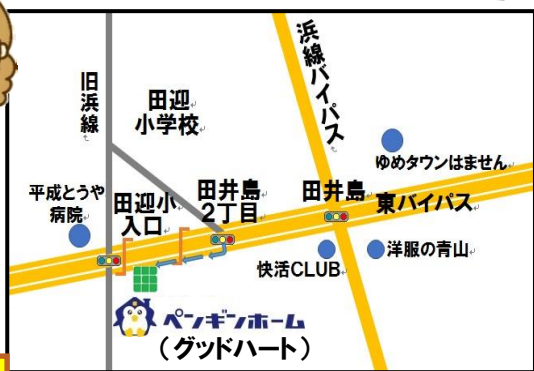 旧浜線
田迎
小学校
浜線バイパス
ゆめタウンはません
平成とうや
病院
田迎小
入口
田井島
2丁目
田井島
東バイパス
快活CLUB
洋服の青山
ペンギンホーム
（グッドハート）